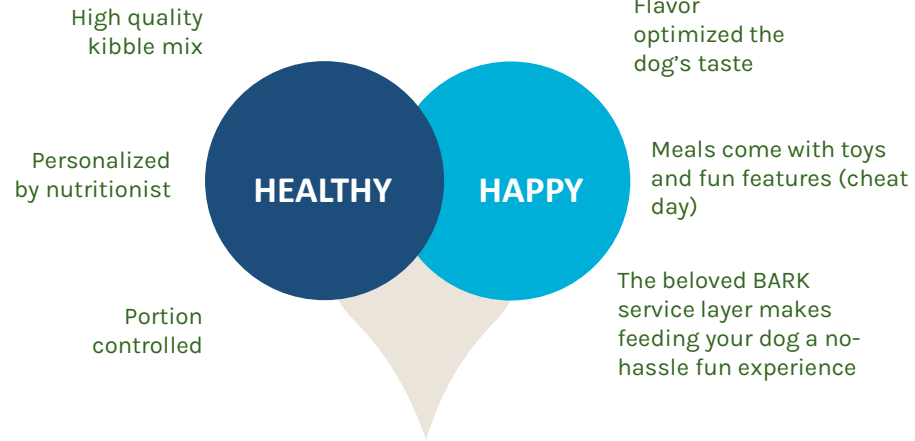 High quality
kibble mix
Personalized
by nutritionist
Portion
controlled
HEALTHY
HAPPY
Flavor
optimized the
dog's taste
Meals come with toys
and fun features (cheat
day)
The beloved BARK
service layer makes
feeding your dog a no-
hassle fun experience